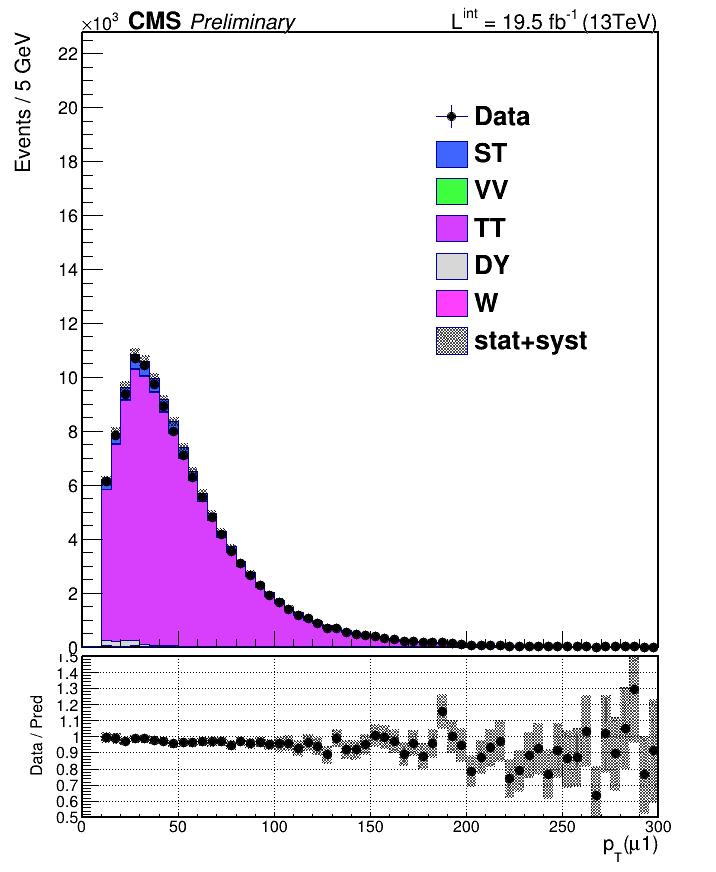 ×10³ CMS Preliminary L^int = 19.5 fb⁻¹ (13TeV)
Events / 5 GeV
22
20
18
16
14
12
10
8
6
4
2
0
Data
ST
VV
TT
DY
W
stat+syst
Data / Pred
1.5
1.4
1.3
1.2
1.1
1
0.9
0.8
0.7
0.6
0.5
0 50 100 150 200 250 300
p_T(μ1)